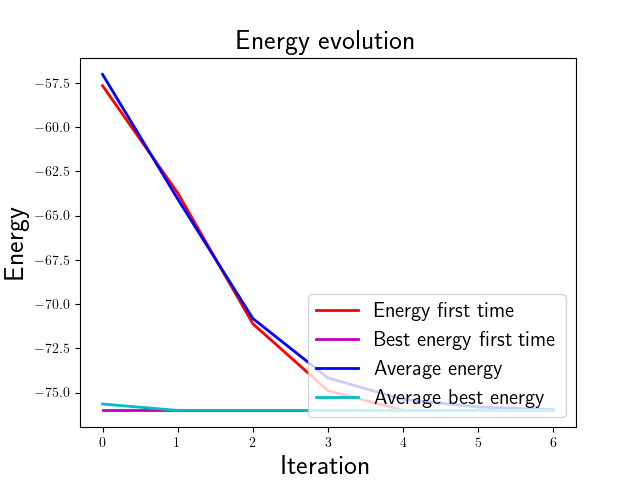 Energy evolution
Energy
−57.5
−60.0
−62.5
−65.0
−67.5
−70.0
−72.5
−75.0
Energy first time
Best energy first time
Average energy
Average best energy
0 1 2 3 4 5 6
Iteration